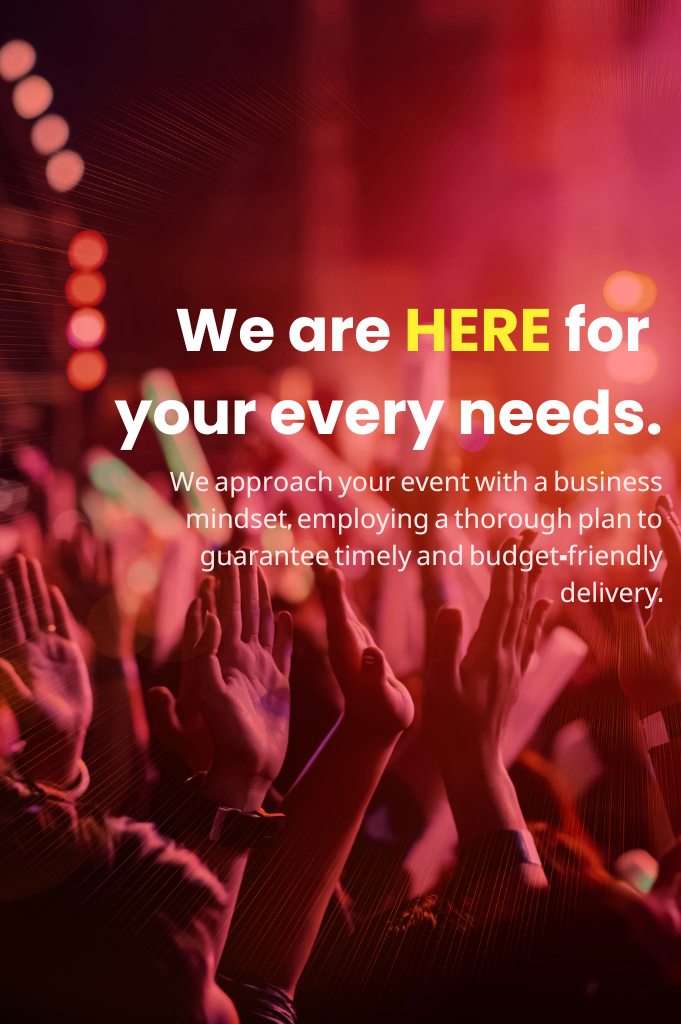 We are HERE for
your every needs.
We approach your event with a business
mindset, employing a thorough plan to
guarantee timely and budget-friendly
delivery.